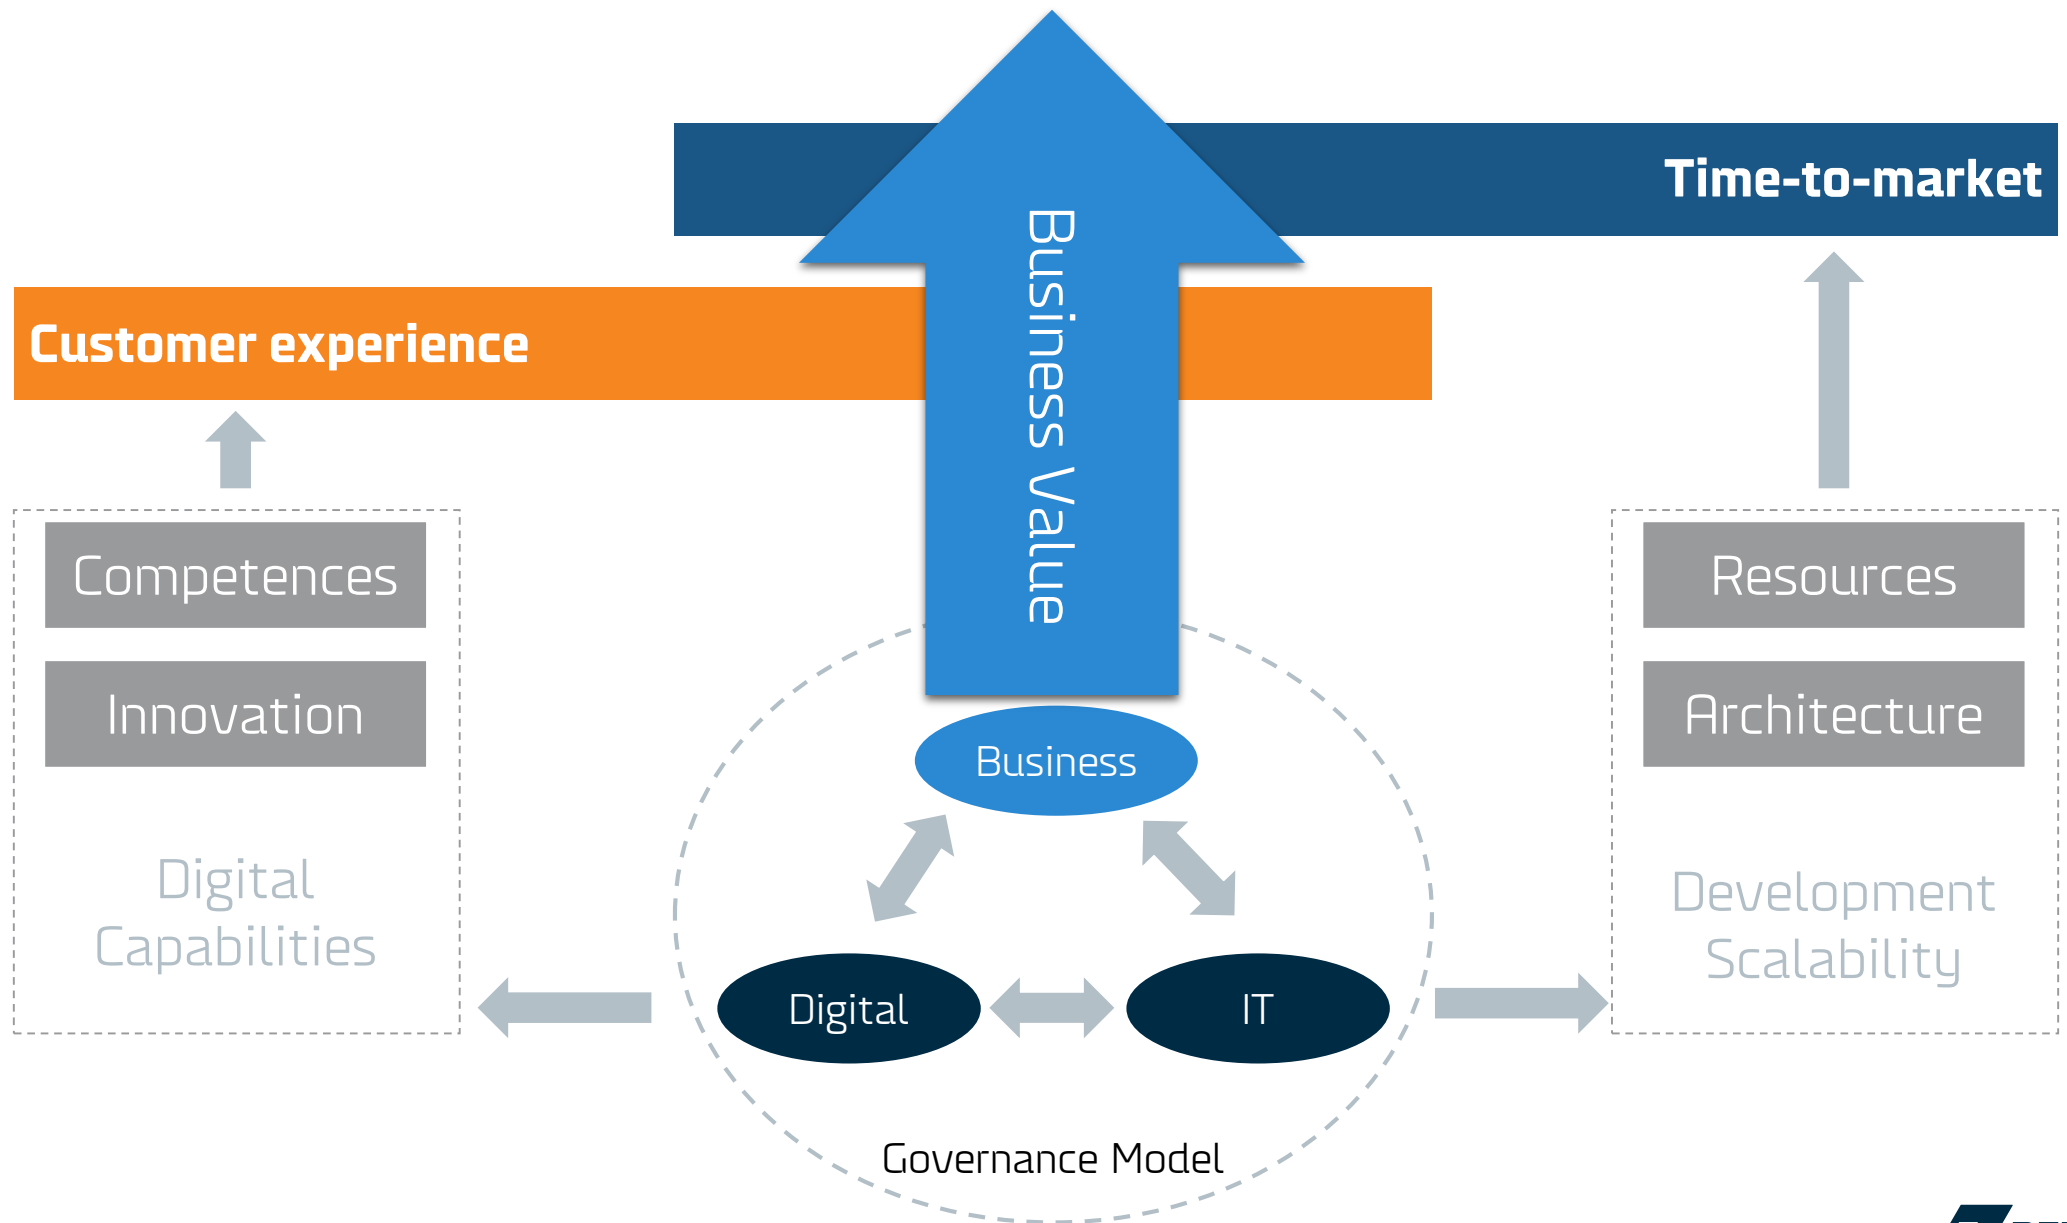 Time-to-market
Customer experience
Business Value
Competences
Innovation
Digital
Capabilities
Resources
Architecture
Development
Scalability
Business
Digital
IT
Governance Model